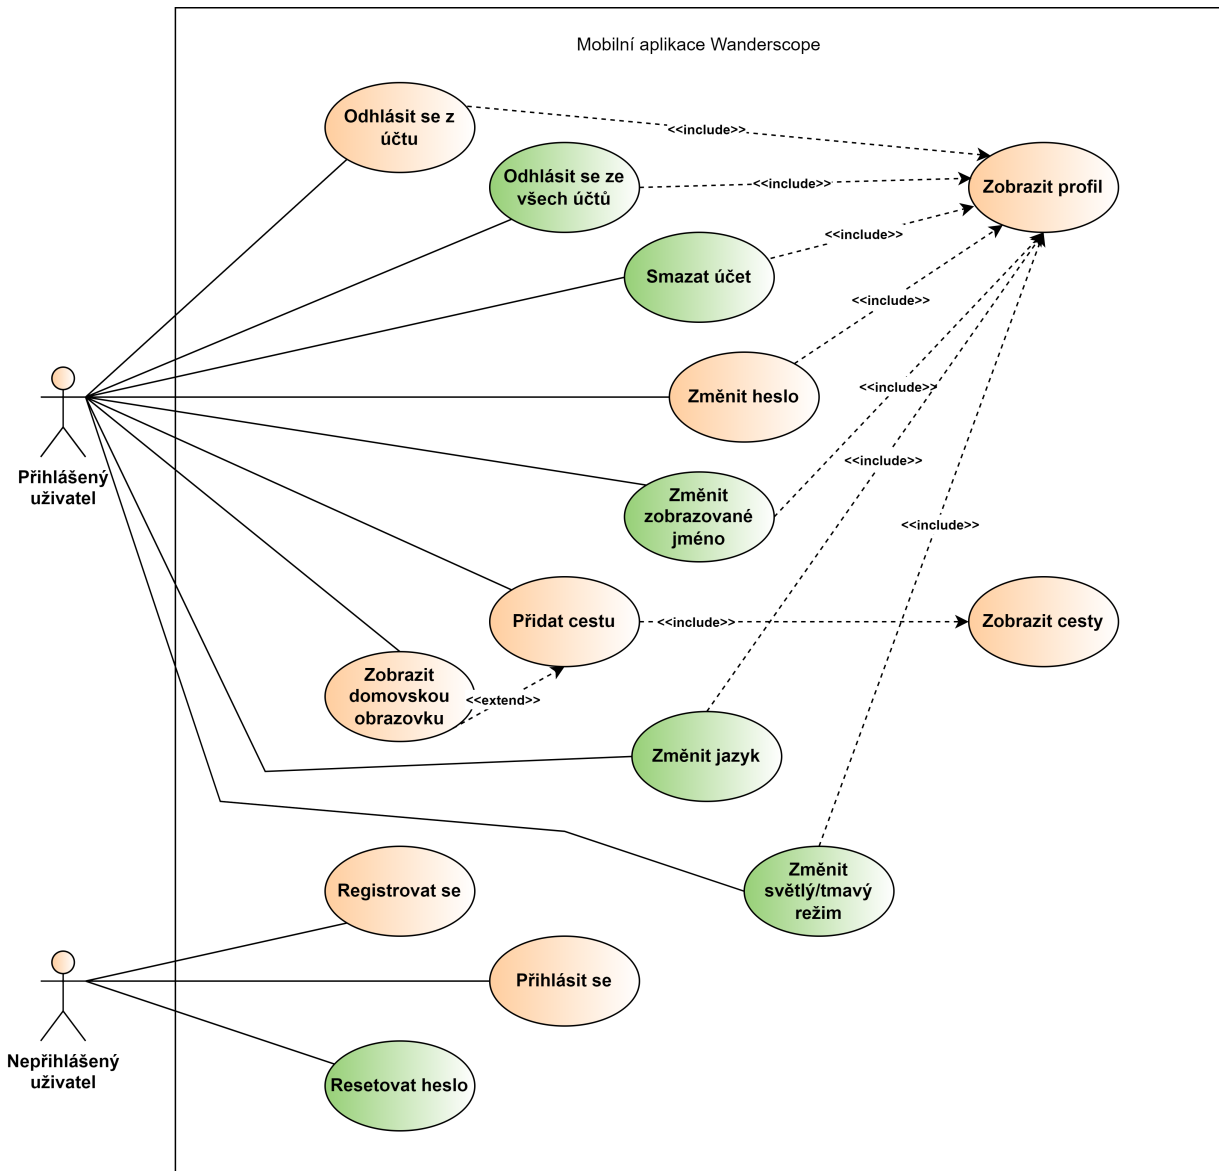 Mobilní aplikace Wanderscope
Odhlásit se z
účtu
<<include>>
Odhlásit se ze
všech účtů
<<include>>
Zobrazit profil
<<include>>
Smazat účet
<<include>>
Změnit heslo
<<include>>
Přihlášený
uživatel
Změnit
zobrazované
jméno
<<include>>
<<include>>
Přidat cestu
<<include>>
Zobrazit cesty
Zobrazit
domovskou
obrazovku
<<extend>>
Změnit jazyk
Změnit
světlý/tmavý
režim
Registrovat se
Přihlásit se
Nepřihlášený
uživatel
Resetovat heslo